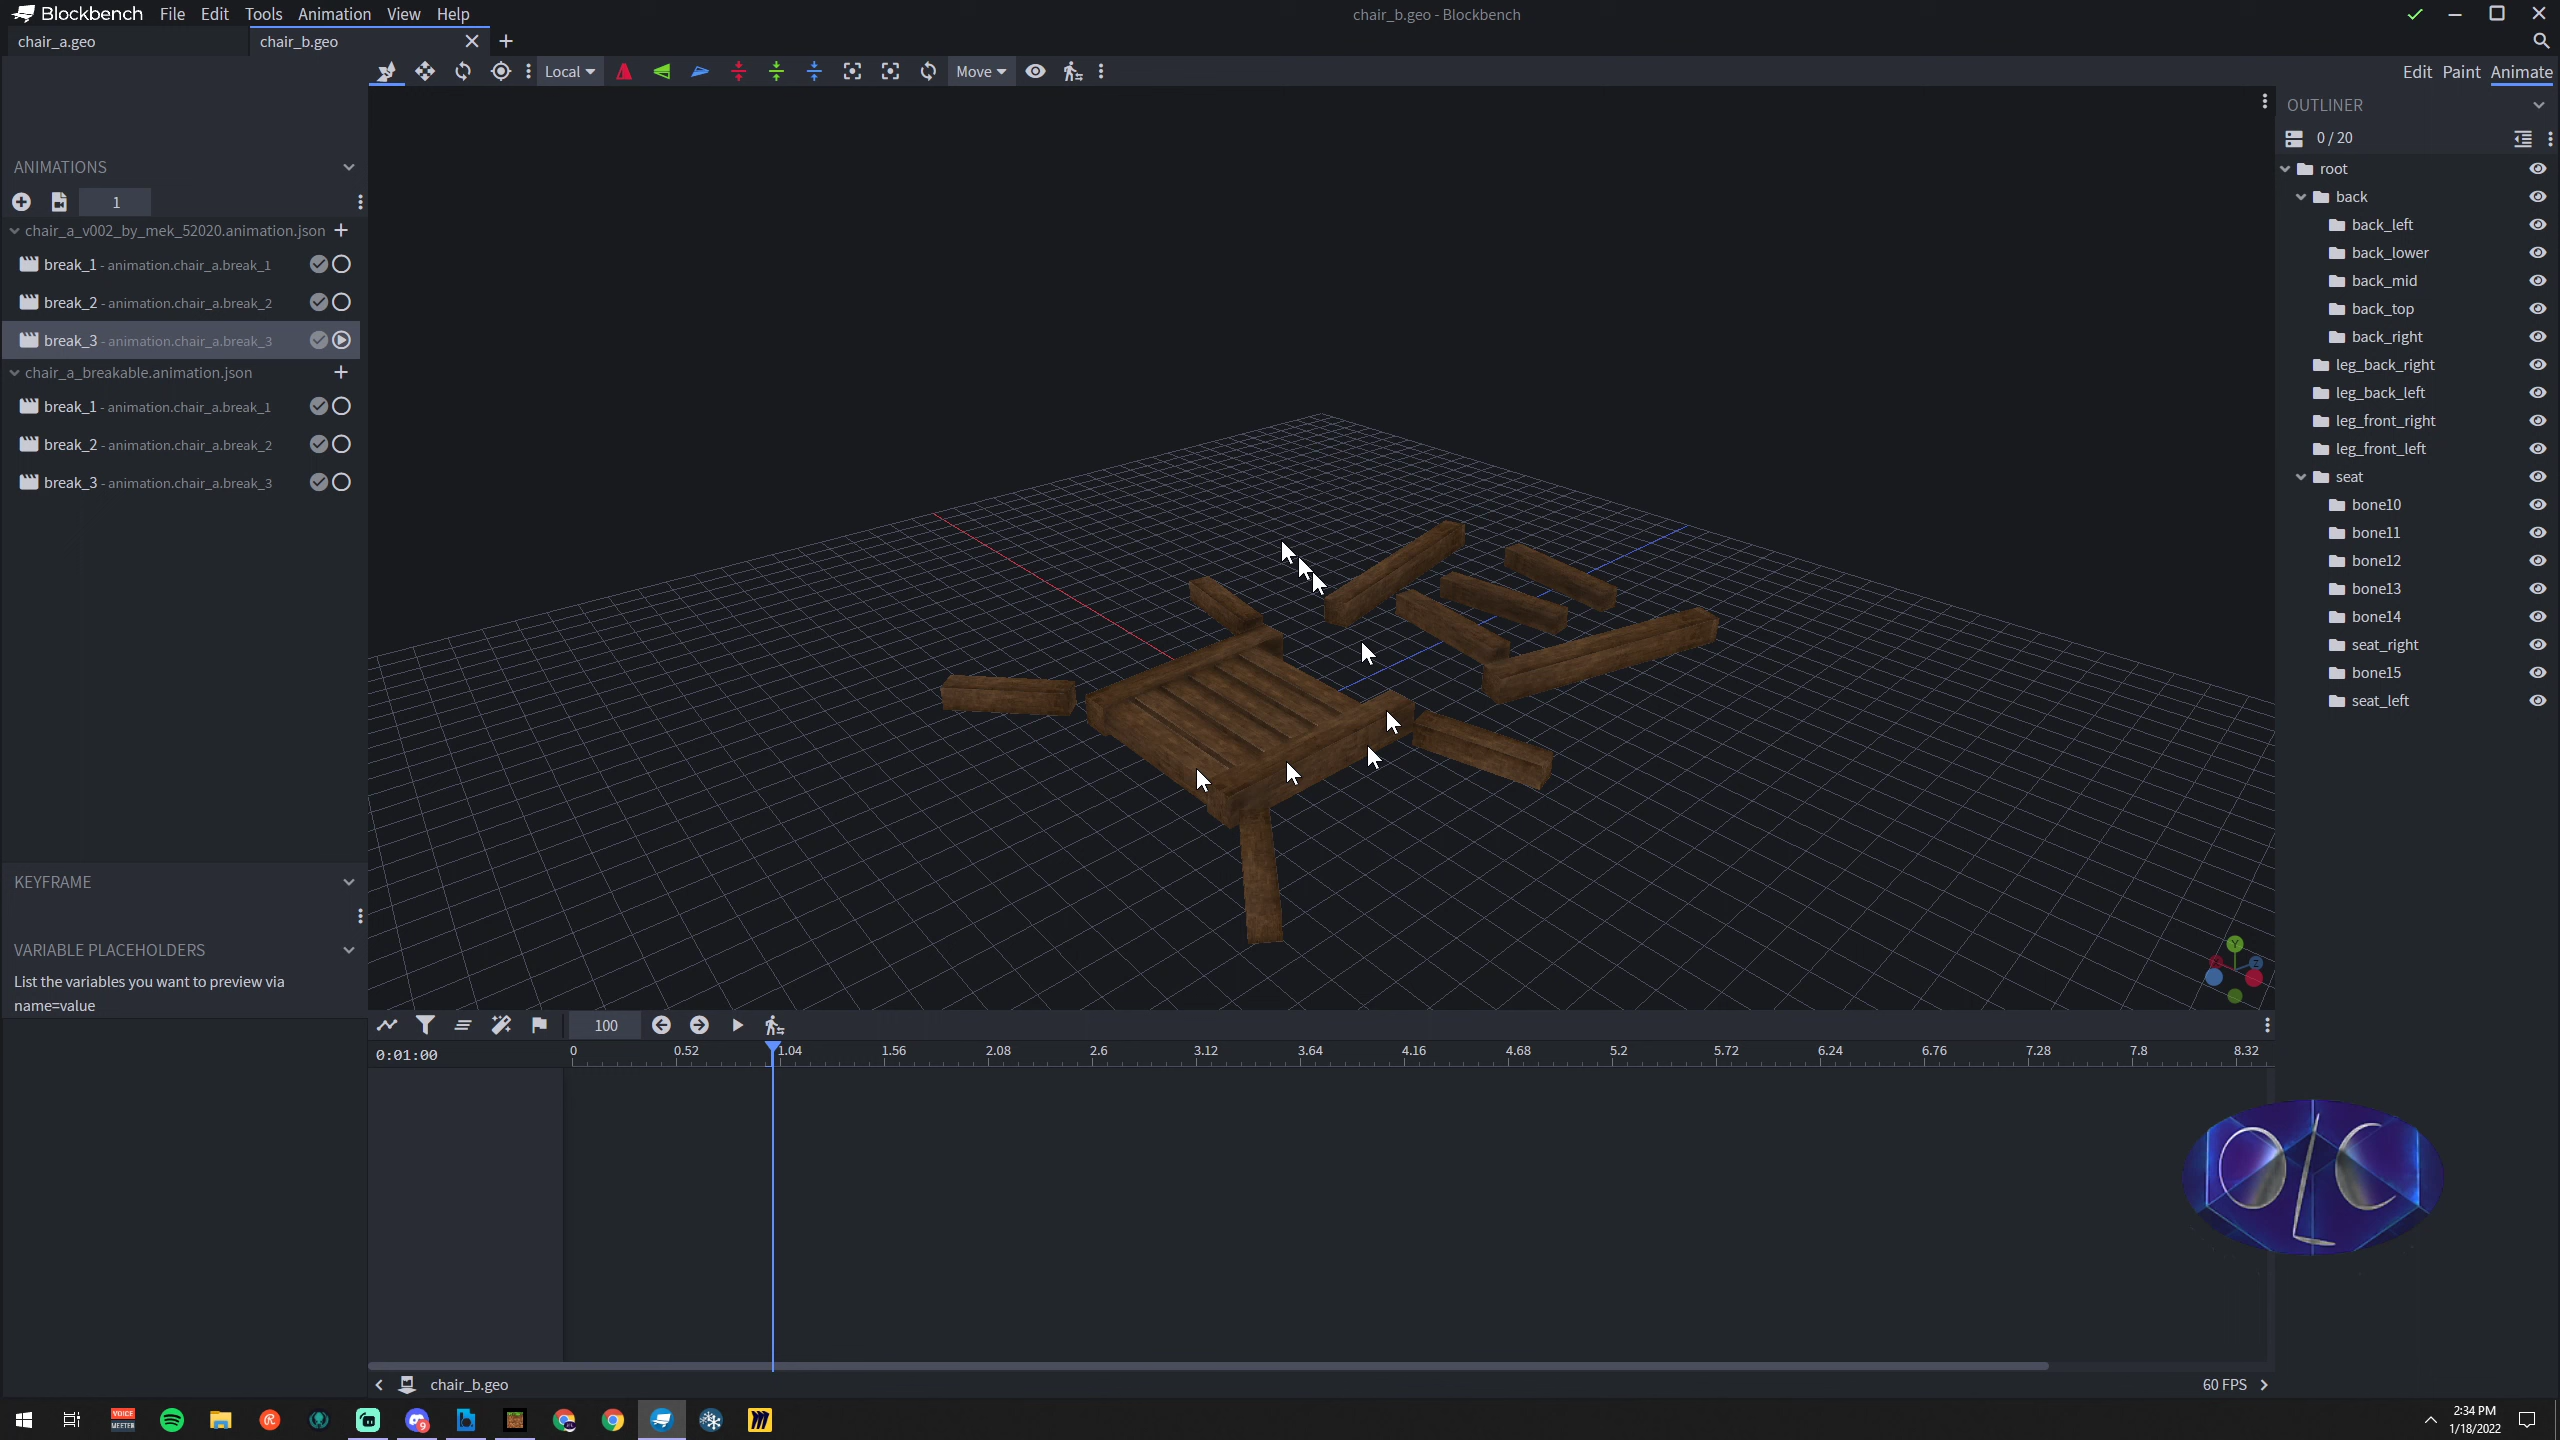 Blockbench File Edit Tools Animation View Help
chair_b.geo - Blockbench
chair_a.geo
chair_b.geo
Local
Move
Edit Paint Animate
ANIMATIONS
1
chair_a_v002_by_mek_52020.animation.json
break_1 - animation.chair_a.break_1
break_2 - animation.chair_a.break_2
break_3 - animation.chair_a.break_3
chair_a_breakable.animation.json
break_1 - animation.chair_a.break_1
break_2 - animation.chair_a.break_2
break_3 - animation.chair_a.break_3
KEYFRAME
VARIABLE PLACEHOLDERS
List the variables you want to preview via
name=value
OUTLINER
0 / 20
root
back
back_left
back_lower
back_mid
back_top
back_right
leg_back_right
leg_back_left
leg_front_right
leg_front_left
seat
bone10
bone11
bone12
bone13
bone14
seat_right
bone15
seat_left
Y
X
Z
100
0:01:00
0 0.52 1.04 1.56 2.08 2.6 3.12 3.64 4.16 4.68 5.2 5.72 6.24 6.76 7.28 7.8 8.32
OLC
chair_b.geo
60 FPS
VOICE
MEETER
9
2:34 PM
1/18/2022